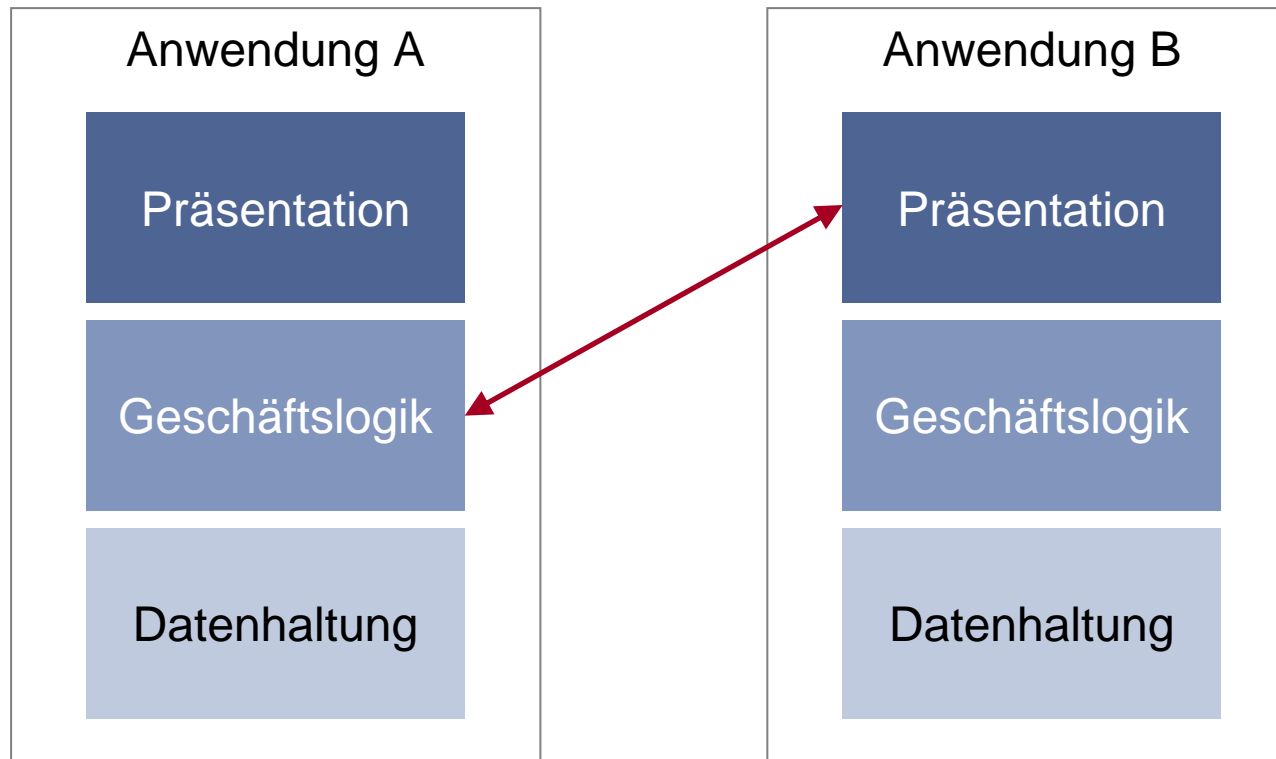 Anwendung A
Präsentation
Geschäftslogik
Datenhaltung
Anwendung B
Präsentation
Geschäftslogik
Datenhaltung